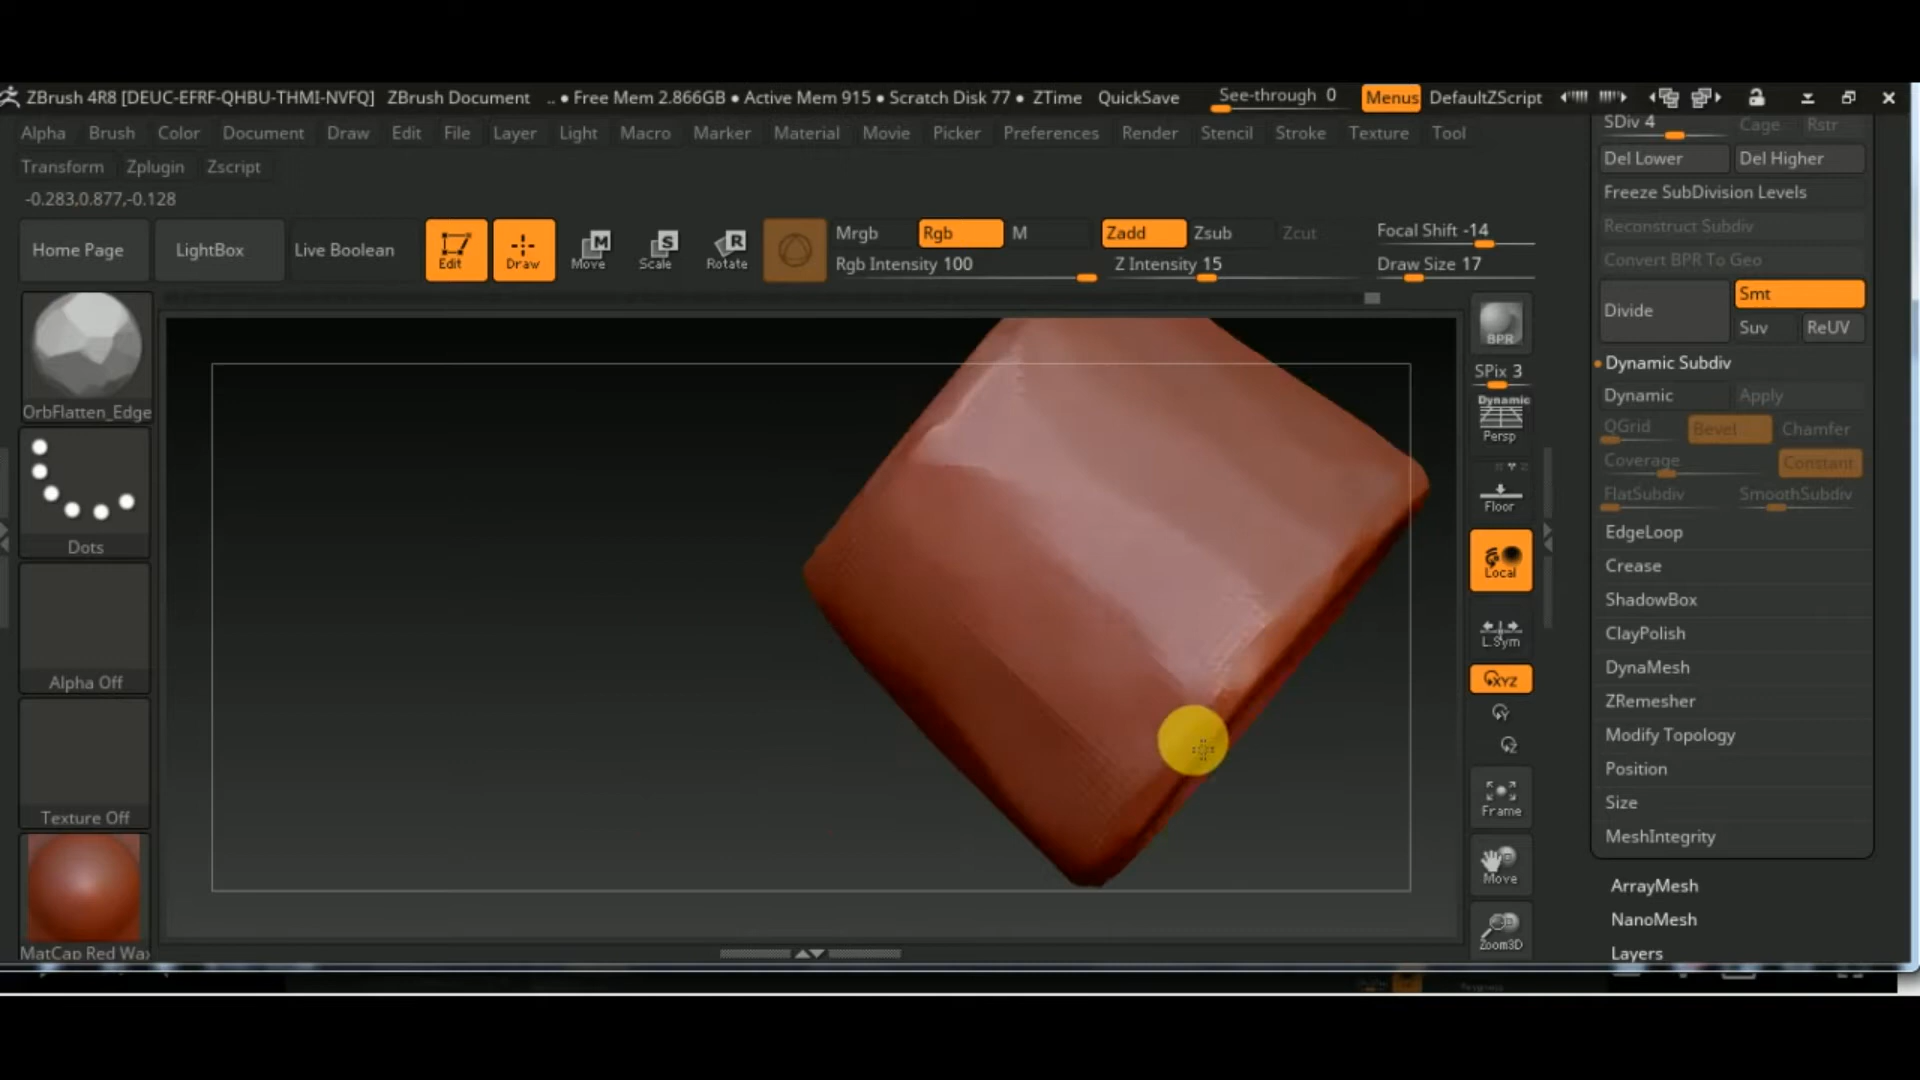 ZBrush 4R8 [DEUC-EFRF-QHBU-THMI-NVFQ] ZBrush Document .. • Free Mem 2.866GB • Active Mem 915 • Scratch Disk 77 • ZTime QuickSave See-through 0 Menus DefaultZScript
Alpha Brush Color Document Draw Edit File Layer Light Macro Marker Material Movie Picker Preferences Render Stencil Stroke Texture Tool
Transform Zplugin Zscript
-0.283,0.877,-0.128
Home Page LightBox Live Boolean Edit Draw Move Scale Rotate
M S R
Mrgb Rgb M Zadd Zsub Zcut Focal Shift -14
Rgb Intensity 100 Z Intensity 15 Draw Size 17
OrbFlatten_Edge
Dots
Alpha Off
Texture Off
MatCap Red Wax
BPR
SPix 3
Dynamic
Persp
Floor
Local
L.Sym
XYZ
Y
Z
Frame
Move
Zoom3D
SDiv 4 Cage Rstr
Del Lower Del Higher
Freeze SubDivision Levels
Reconstruct Subdiv
Convert BPR To Geo
Divide Smt
Suv ReUV
Dynamic Subdiv
Dynamic Apply
QGrid Bevel Chamfer
Coverage Constant
FlatSubdiv SmoothSubdiv
EdgeLoop
Crease
ShadowBox
ClayPolish
DynaMesh
ZRemesher
Modify Topology
Position
Size
MeshIntegrity
ArrayMesh
NanoMesh
Layers